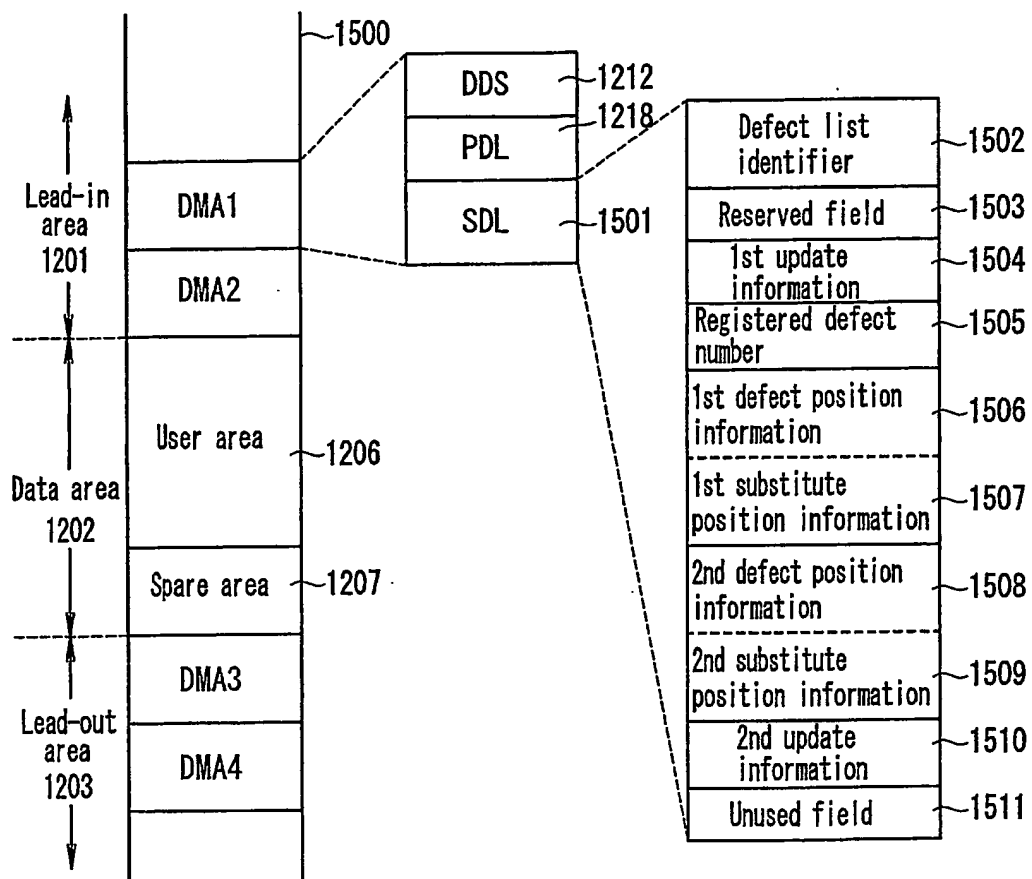 1500
Lead-in
area
1201
DMA1
DMA2
Data area
1202
User area
1206
Spare area
1207
Lead-out
area
1203
DMA3
DMA4
DDS
1212
PDL
1218
SDL
1501
Defect list
identifier
1502
Reserved field
1503
1st update
information
1504
Registered defect
number
1505
1st defect position
information
1506
1st substitute
position information
1507
2nd defect position
information
1508
2nd substitute
position information
1509
2nd update
information
1510
Unused field
1511